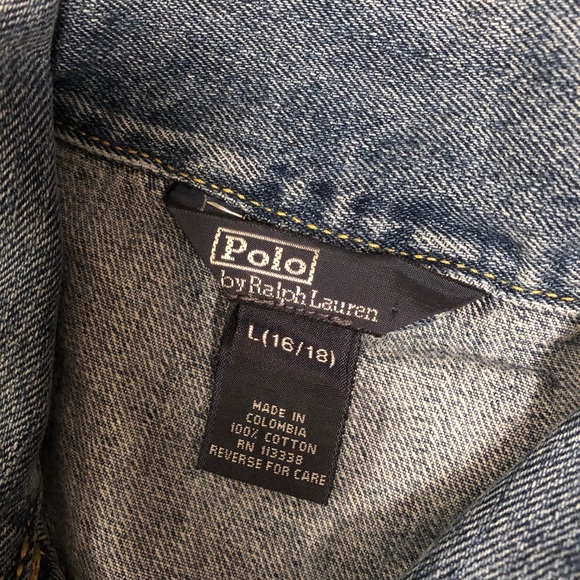 Polo
by Ralph Lauren
L(16/18)
MADE IN
COLOMBIA
100% COTTON
RN 113338
REVERSE FOR CARE